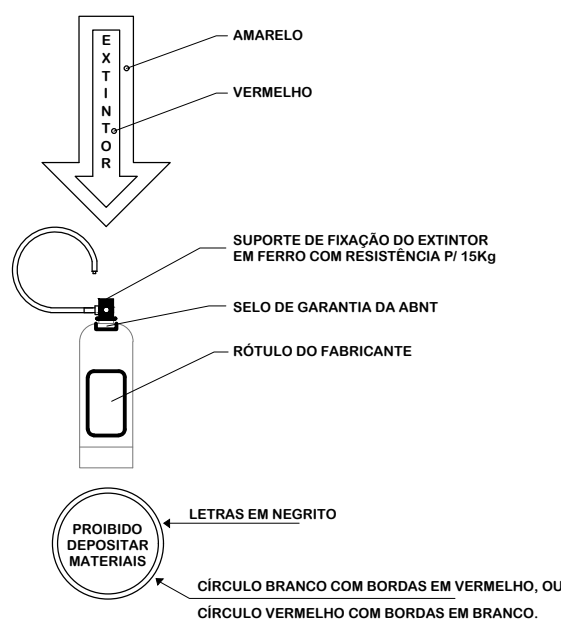 EXTINTOR
AMARELO
VERMELHO
SUPORTE DE FIXAÇÃO DO EXTINTOR
EM FERRO COM RESISTÊNCIA P/ 15Kg
SELO DE GARANTIA DA ABNT
RÓTULO DO FABRICANTE
LETRAS EM NEGRITO
PROIBIDO
DEPOSITAR
MATERIAIS
CÍRCULO BRANCO COM BORDAS EM VERMELHO, OU
CÍRCULO VERMELHO COM BORDAS EM BRANCO.